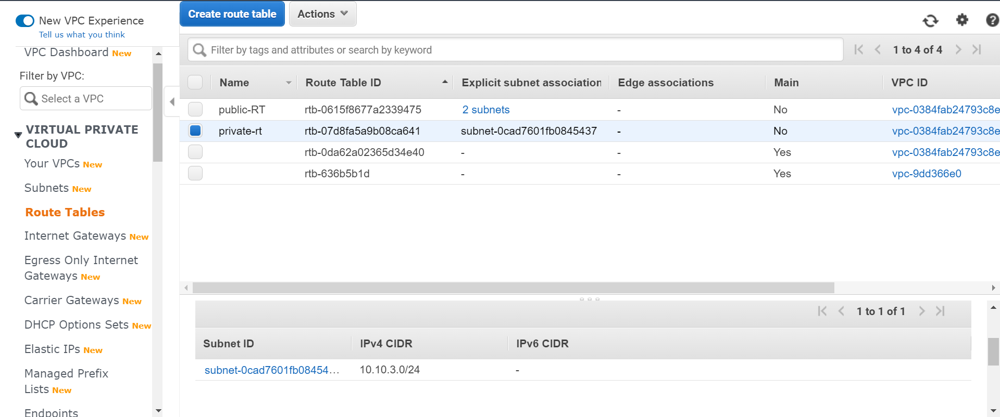 New VPC Experience
Tell us what you think
VPC Dashboard New
Filter by VPC:
Select a VPC
VIRTUAL PRIVATE
CLOUD
Your VPCs New
Subnets New
Route Tables
Internet Gateways New
Egress Only Internet
Gateways New
Carrier Gateways New
DHCP Options Sets New
Elastic IPs New
Managed Prefix
Lists New
Endpoints
Create route table Actions
Filter by tags and attributes or search by keyword 1 to 4 of 4
Name Route Table ID Explicit subnet association Edge associations Main VPC ID
public-RT rtb-0615f8677a2339475 2 subnets - No vpc-0384fab24793c8e
private-rt rtb-07d8fa5a9b08ca641 subnet-0cad7601fb0845437 - No vpc-0384fab24793c8e
rtb-0da62a02365d34e40 - - Yes vpc-0384fab24793c8e
rtb-636b5b1d - - Yes vpc-9dd366e0
1 to 1 of 1
Subnet ID IPv4 CIDR IPv6 CIDR
subnet-0cad7601fb08454… 10.10.3.0/24 -